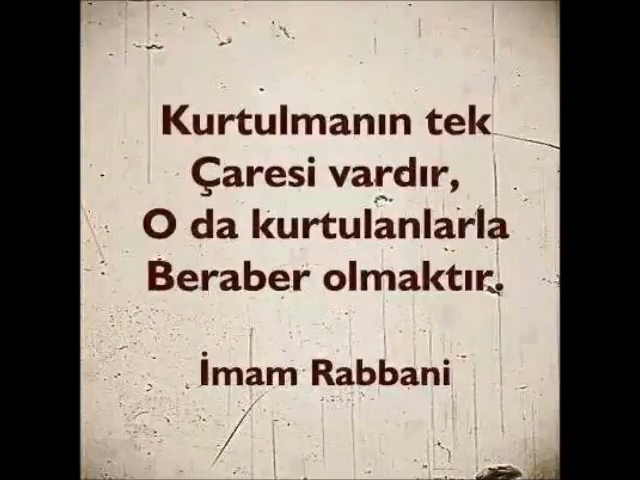 Kurtulmanın tek
Çaresi vardır,
O da kurtulanlarla
Beraber olmaktır.
İmam Rabbani